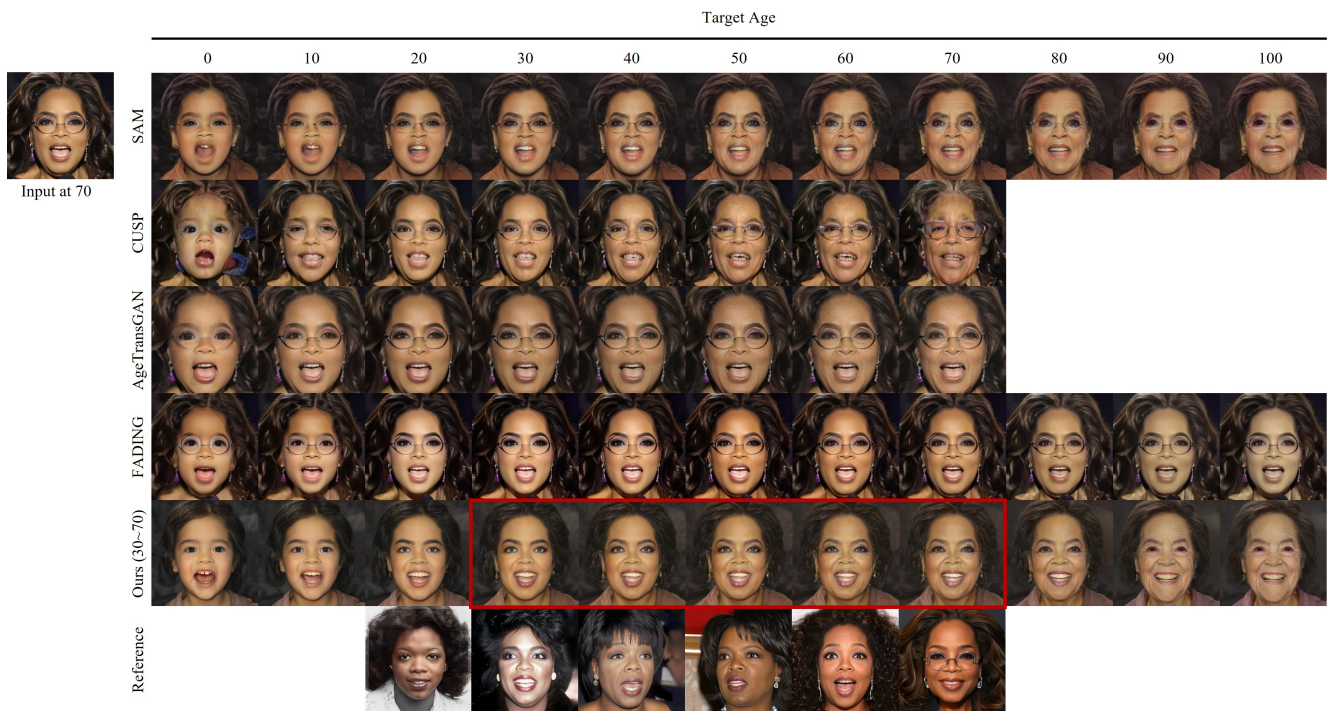 Target Age
0 10 20 30 40 50 60 70 80 90 100
Input at 70
SAM
CUSP
AgeTransGAN
FADING
Ours (30~70)
Reference